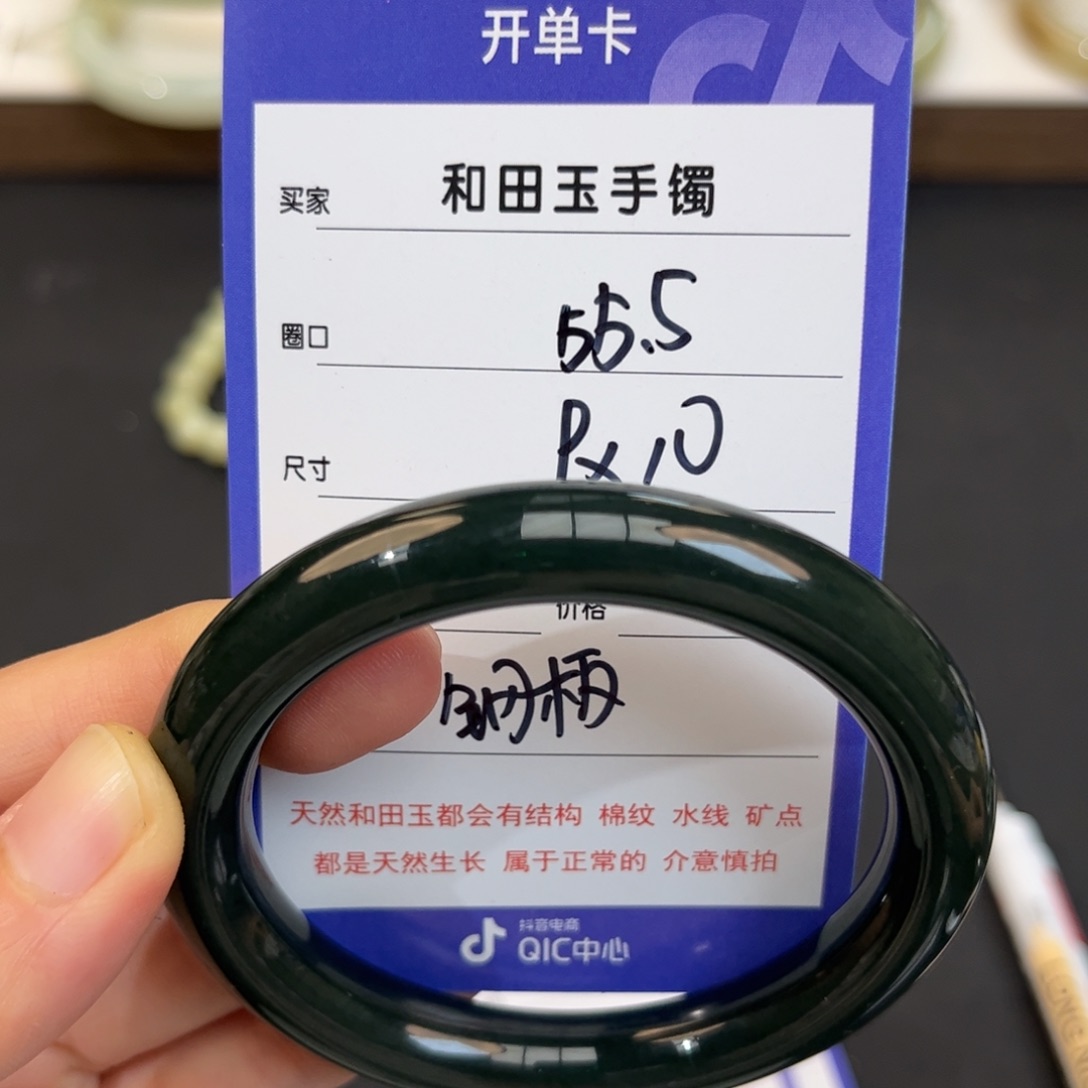 开单卡
买家 和田玉手镯
圈口 55.5
尺寸
价格
天然和田玉都会有结构 棉纹 水线 矿点
都是天然生长 属于正常的 介意慎拍
抖音电商
QIC中心